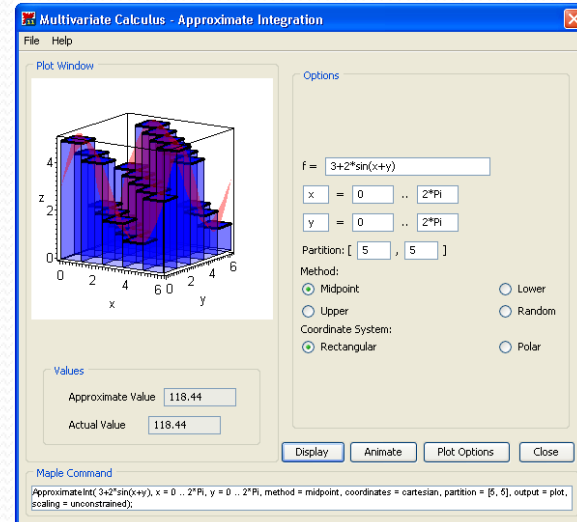 Multivariate Calculus - Approximate Integration
File Help
Plot Window
4
2
0
z
0 2 4 6
x
0 2 4 6
y
Values
Approximate Value 118.44
Actual Value 118.44
Options
f = 3+2*sin(x+y)
x = 0 .. 2*Pi
y = 0 .. 2*Pi
Partition: [ 5 , 5 ]
Method:
Midpoint Lower
Upper Random
Coordinate System:
Rectangular Polar
Display Animate Plot Options Close
Maple Command
ApproximateInt( 3+2*sin(x+y), x = 0 .. 2*Pi, y = 0 .. 2*Pi, method = midpoint, coordinates = cartesian, partition = [5, 5], output = plot,
scaling = unconstrained);